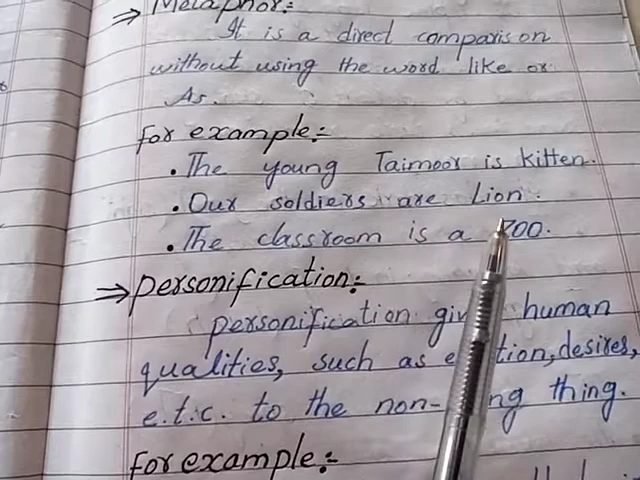 ⇒ Metaphor:-
It is a direct comparison
without using the word like or
As.
for example:-
• The young Taimoor is kitten.
• Our soldiers are Lion.
• The classroom is a zoo.
⇒ personification:-
personification human
qualities, such as desires,
e.t.c. to the non- thing.
for example:-